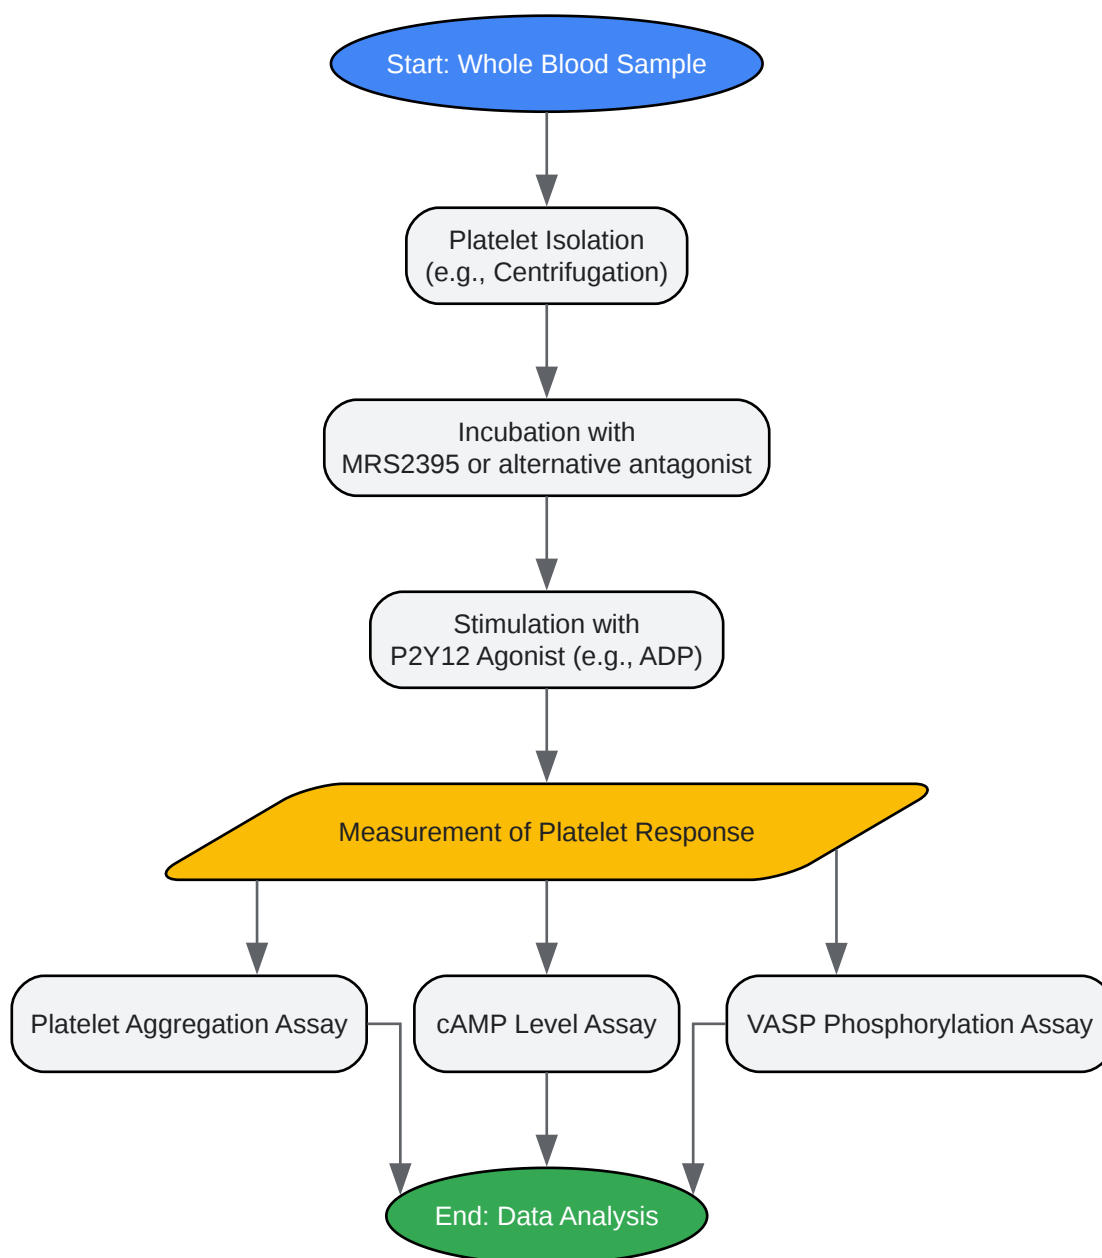 Start: Whole Blood Sample
Platelet Isolation
(e.g., Centrifugation)
Incubation with
MRS2395 or alternative antagonist
Stimulation with
P2Y12 Agonist (e.g., ADP)
Measurement of Platelet Response
Platelet Aggregation Assay
cAMP Level Assay
VASP Phosphorylation Assay
End: Data Analysis